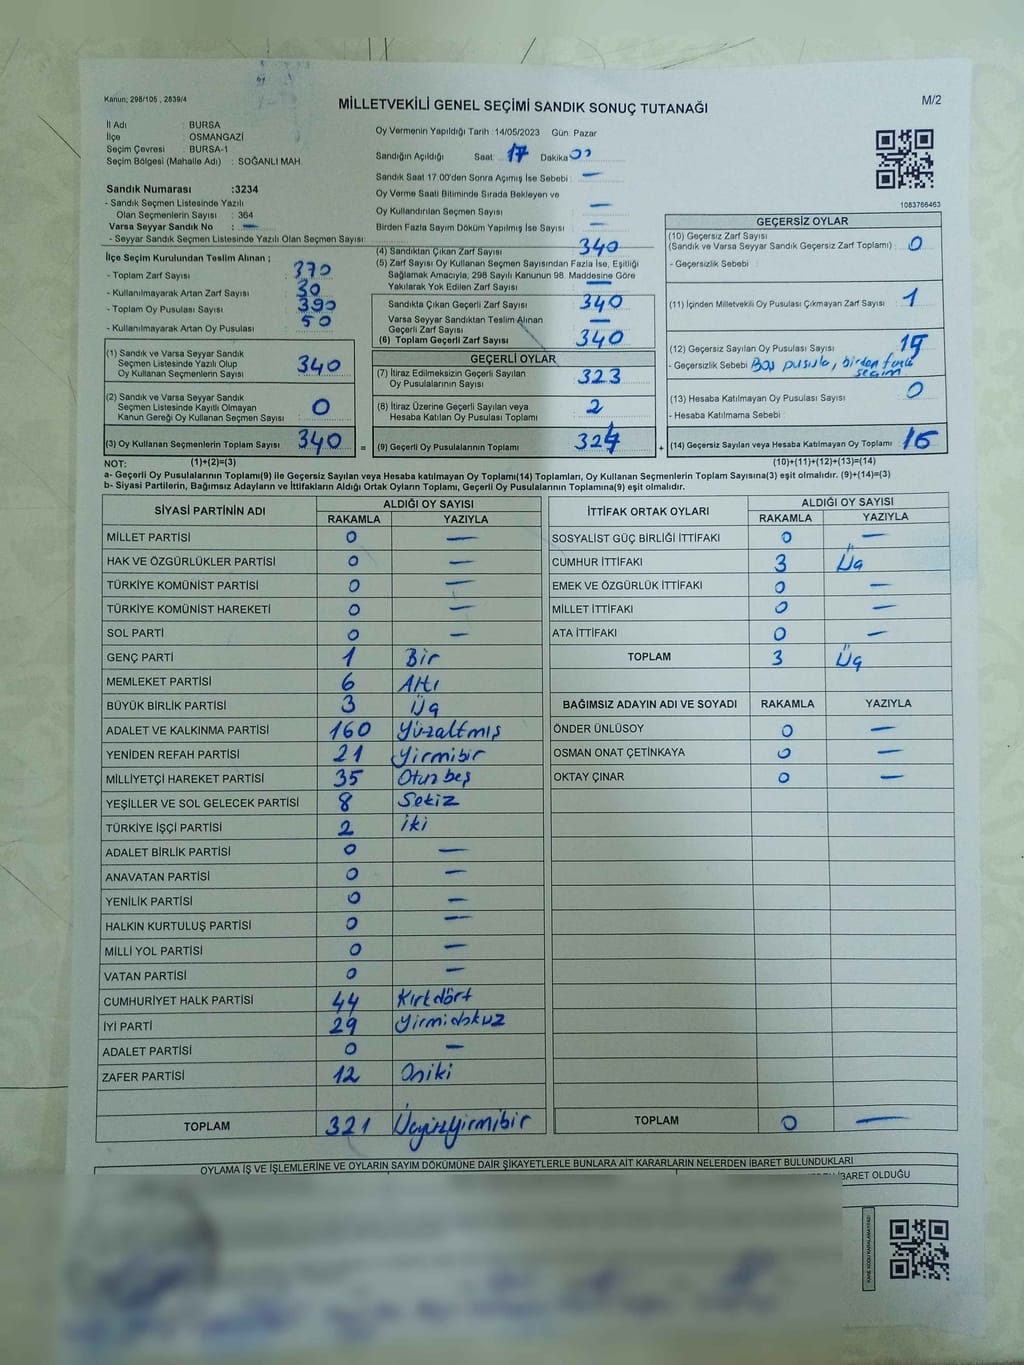 Kanun; 298/105 , 2839/4
MİLLETVEKİLİ GENEL SEÇİMİ SANDIK SONUÇ TUTANAĞI
M/2
İl Adı : BURSA
İlçe : OSMANGAZİ
Seçim Çevresi : BURSA-1
Seçim Bölgesi (Mahalle Adı) : SOĞANLI MAH.
Sandık Numarası :3234
- Sandık Seçmen Listesinde Yazılı
Olan Seçmenlerin Sayısı : 364
Varsa Seyyar Sandık No : —
- Seyyar Sandık Seçmen Listesinde Yazılı Olan Seçmen Sayısı:
İlçe Seçim Kurulundan Teslim Alınan ;
- Toplam Zarf Sayısı : 370
- Kullanılmayarak Artan Zarf Sayısı : 30
- Toplam Oy Pusulası Sayısı : 390
- Kullanılmayarak Artan Oy Pusulası : 50
(1) Sandık ve Varsa Seyyar Sandık
Seçmen Listesinde Yazılı Olup
Oy Kullanan Seçmenlerin Sayısı : 340
(2) Sandık ve Varsa Seyyar Sandık
Seçmen Listesinde Kayıtlı Olmayan
Kanun Gereği Oy Kullanan Seçmen Sayısı : 0
(3) Oy Kullanan Seçmenlerin Toplam Sayısı : 340 =
Oy Vermenin Yapıldığı Tarih :14/05/2023 Gün: Pazar
Sandığın Açıldığı Saat: 17 Dakika 00
Sandık Saat 17.00'den Sonra Açımış İse Sebebi : —
Oy Verme Saati Bitiminde Sırada Bekleyen ve
Oy Kullandırılan Seçmen Sayısı : —
Birden Fazla Sayım Döküm Yapılmış İse Sayısı : —
(4) Sandıktan Çıkan Zarf Sayısı : 340
(5) Zarf Sayısı Oy Kullanan Seçmen Sayısından Fazla İse, Eşitliği
Sağlamak Amacıyla, 298 Sayılı Kanunun 98. Maddesine Göre
Yakılarak Yok Edilen Zarf Sayısı : —
Sandıkta Çıkan Geçerli Zarf Sayısı : 340
Varsa Seyyar Sandıktan Teslim Alınan
Geçerli Zarf Sayısı : —
(6) Toplam Geçerli Zarf Sayısı : 340
GEÇERLİ OYLAR
(7) İtiraz Edilmeksizin Geçerli Sayılan
Oy Pusulalarının Sayısı : 323
(8) İtiraz Üzerine Geçerli Sayılan veya
Hesaba Katılan Oy Pusulası Toplamı : 2
(9) Geçerli Oy Pusulalarının Toplamı : 324 +
1083766463
GEÇERSİZ OYLAR
(10) Geçersiz Zarf Sayısı
(Sandık ve Varsa Seyyar Sandık Geçersiz Zarf Toplamı) : 0
- Geçersizlik Sebebi :
(11) İçinden Milletvekili Oy Pusulası Çıkmayan Zarf Sayısı : 1
(12) Geçersiz Sayılan Oy Pusulası Sayısı : 15
- Geçersizlik Sebebi Boş pusula, birden fazla
seçim
(13) Hesaba Katılmayan Oy Pusulası Sayısı : 0
- Hesaba Katılmama Sebebi :
(14) Geçersiz Sayılan veya Hesaba Katılmayan Oy Toplamı : 16
NOT: (1)+(2)=(3) (10)+(11)+(12)+(13)=(14)
a- Geçerli Oy Pusulalarının Toplamı(9) ile Geçersiz Sayılan veya Hesaba katılmayan Oy Toplamı(14) Toplamları, Oy Kullanan Seçmenlerin Toplam Sayısına(3) eşit olmalıdır. (9)+(14)=(3)
b- Siyasi Partilerin, Bağımsız Adayların ve İttifakların Aldığı Ortak Oyların Toplamı, Geçerli Oy Pusulalarının Toplamına(9) eşit olmalıdır.
SİYASİ PARTİNİN ADI ALDIĞI OY SAYISI
RAKAMLA YAZIYLA
MİLLET PARTİSİ 0 —
HAK VE ÖZGÜRLÜKLER PARTİSİ 0 —
TÜRKİYE KOMÜNİST PARTİSİ 0 —
TÜRKİYE KOMÜNİST HAREKETİ 0 —
SOL PARTİ 0 —
GENÇ PARTİ 1 Bir
MEMLEKET PARTİSİ 6 Altı
BÜYÜK BİRLİK PARTİSİ 3 Üç
ADALET VE KALKINMA PARTİSİ 160 Yüzaltmış
YENİDEN REFAH PARTİSİ 21 Yirmibir
MİLLİYETÇİ HAREKET PARTİSİ 35 Otuzbeş
YEŞİLLER VE SOL GELECEK PARTİSİ 8 Sekiz
TÜRKİYE İŞÇİ PARTİSİ 2 iki
ADALET BİRLİK PARTİSİ 0 —
ANAVATAN PARTİSİ 0 —
YENİLİK PARTİSİ 0 —
HALKIN KURTULUŞ PARTİSİ 0 —
MİLLİ YOL PARTİSİ 0 —
VATAN PARTİSİ 0 —
CUMHURİYET HALK PARTİSİ 44 Kırkdört
İYİ PARTİ 29 Yirmidokuz
ADALET PARTİSİ 0 —
ZAFER PARTİSİ 12 Oniki
TOPLAM 321 Üçyüzyirmibir
İTTİFAK ORTAK OYLARI ALDIĞI OY SAYISI
RAKAMLA YAZIYLA
SOSYALİST GÜÇ BİRLİĞİ İTTİFAKI 0 —
CUMHUR İTTİFAKI 3 Üç
EMEK VE ÖZGÜRLÜK İTTİFAKI 0 —
MİLLET İTTİFAKI 0 —
ATA İTTİFAKI 0 —
TOPLAM 3 Üç
BAĞIMSIZ ADAYIN ADI VE SOYADI RAKAMLA YAZIYLA
ÖNDER ÜNLÜSOY 0 —
OSMAN ONAT ÇETİNKAYA 0 —
OKTAY ÇINAR 0 —
TOPLAM 0 —
OYLAMA İŞ VE İŞLEMLERİNE VE OYLARIN SAYIM DÖKÜMÜNE DAİR ŞİKAYETLERLE BUNLARA AİT KARARLARIN NELERDEN İBARET BULUNDUKLARI
İBARET OLDUĞU